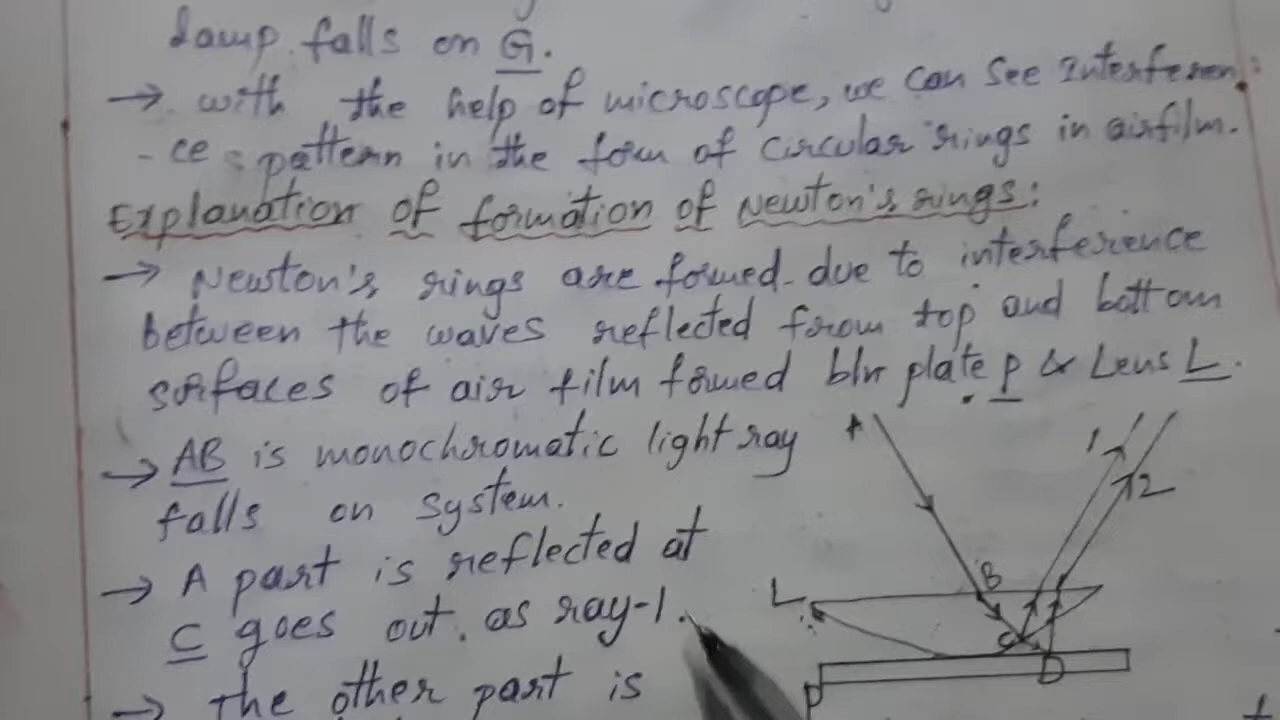 lamp falls on G.
→ with the help of microscope, we can see Interferen
-ce pattern in the form of circular rings in airfilm.
Explanation of formation of Newton's rings:
→ Newton's rings are formed due to interference
between the waves reflected from top and bottom
surfaces of air film formed b/w plate P & Lens L.
→ AB is monochromatic light ray
falls on system.
→ A part is reflected at
C goes out as ray-1.
→ The other part is
A
1
2
B
L
C
D
P